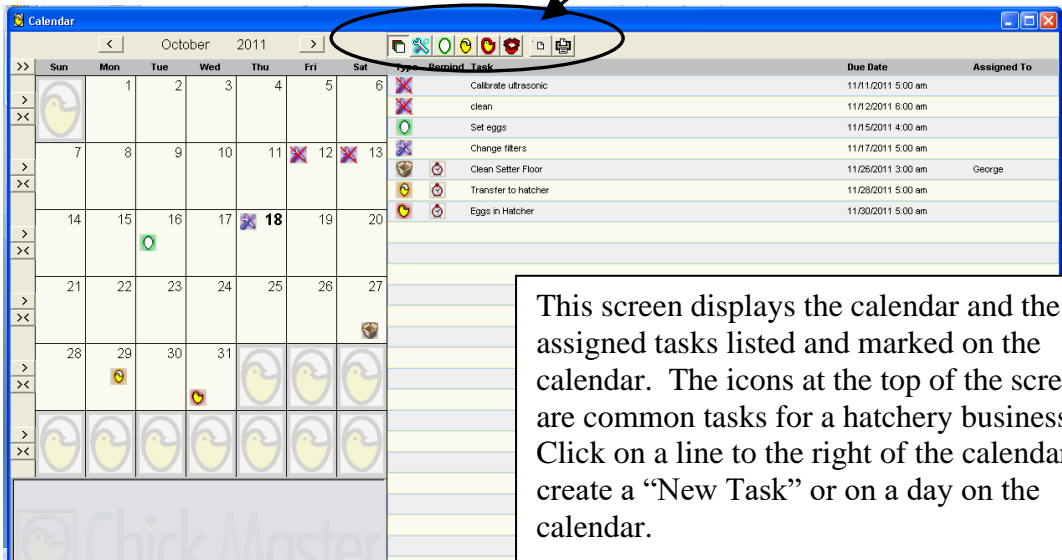 Calendar
< October 2011 >
>> Sun Mon Tue Wed Thu Fri Sat
1 2 3 4 5 6
>
><
7 8 9 10 11 12 13
>
><
14 15 16 17 18 19 20
>
><
21 22 23 24 25 26 27
>
><
28 29 30 31
>
><
>
><
Chick Master
Type Remind Task Due Date Assigned To
Calibrate ultrasonic 11/11/2011 5:00 am
clean 11/12/2011 6:00 am
Set eggs 11/15/2011 4:00 am
Change filters 11/17/2011 5:00 am
Clean Setter Floor 11/26/2011 3:00 am George
Transfer to hatcher 11/28/2011 5:00 am
Eggs in Hatcher 11/30/2011 5:00 am
This screen displays the calendar and the
assigned tasks listed and marked on the
calendar. The icons at the top of the scre
are common tasks for a hatchery business
Click on a line to the right of the calenda
create a “New Task” or on a day on the
calendar.